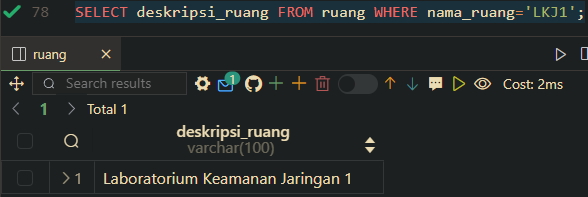 78 SELECT deskripsi_ruang FROM ruang WHERE nama_ruang='LKJ1';
ruang
Search results 1 Cost: 2ms
1 Total 1
deskripsi_ruang
varchar(100)
1 Laboratorium Keamanan Jaringan 1